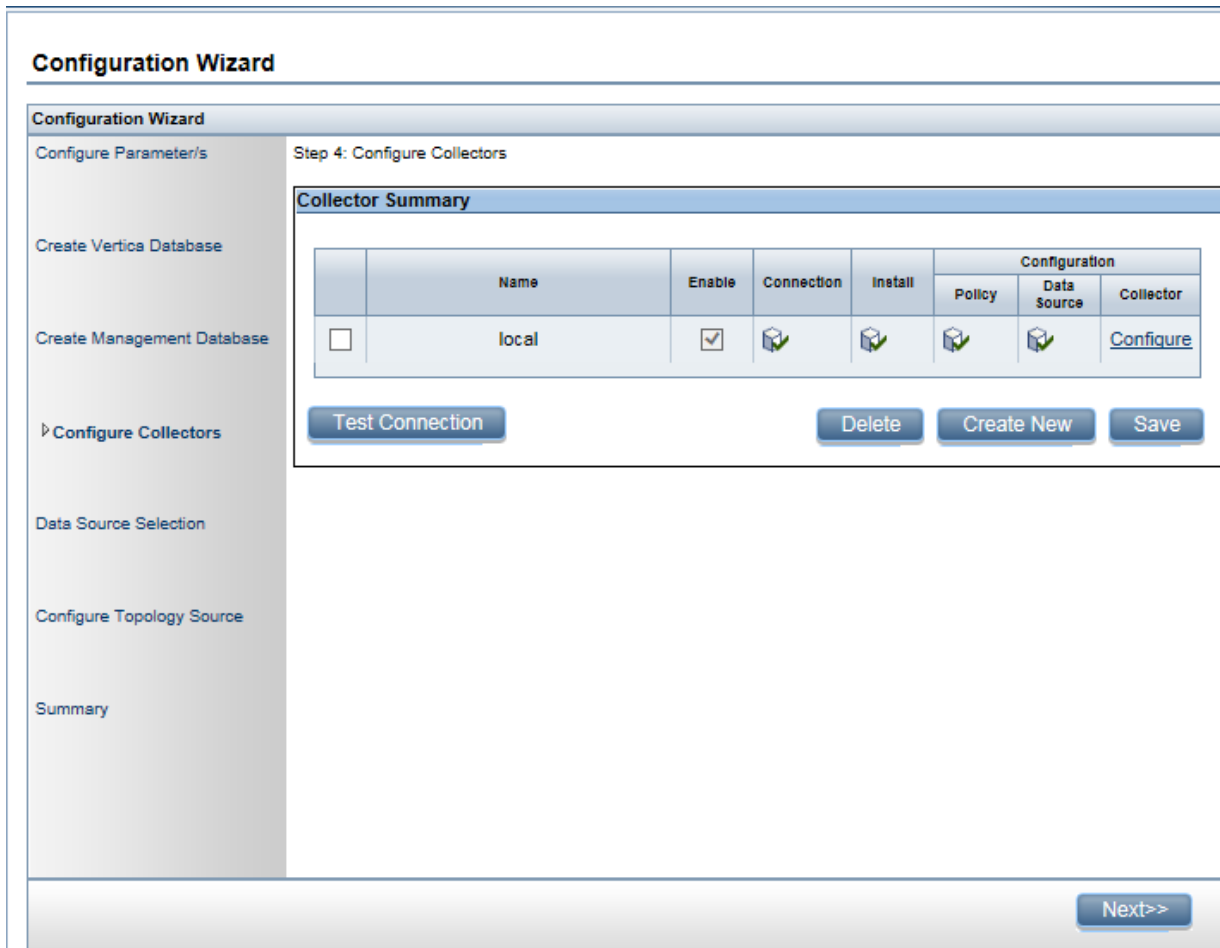 Configuration Wizard
Configuration Wizard
Configure Parameter/s
Create Vertica Database
Create Management Database
Configure Collectors
Data Source Selection
Configure Topology Source
Summary
Step 4: Configure Collectors
Collector Summary
Name Enable Connection Install Configuration
Policy Data Source Collector
local Configure
Test Connection Delete Create New Save
Next>>